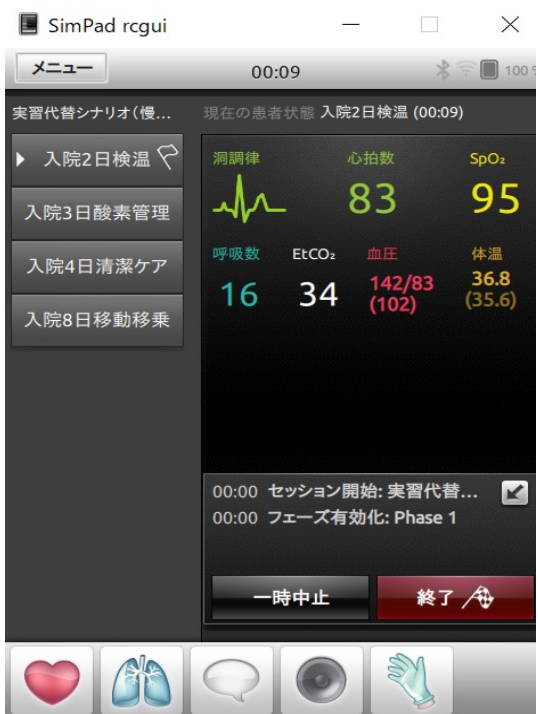 SimPad rcgui
メニュー
00:09
100
実習代替シナリオ(慢...
現在の患者状態 入院2日検温 (00:09)
入院2日検温
入院3日酸素管理
入院4日清潔ケア
入院8日移動移乗
洞調律
心拍数
SpO₂
83
95
呼吸数
EtCO₂
血圧
体温
16
34
142/83
(102)
36.8
(35.6)
00:00 セッション開始: 実習代替...
00:00 フェーズ有効化: Phase 1
一時中止
終了